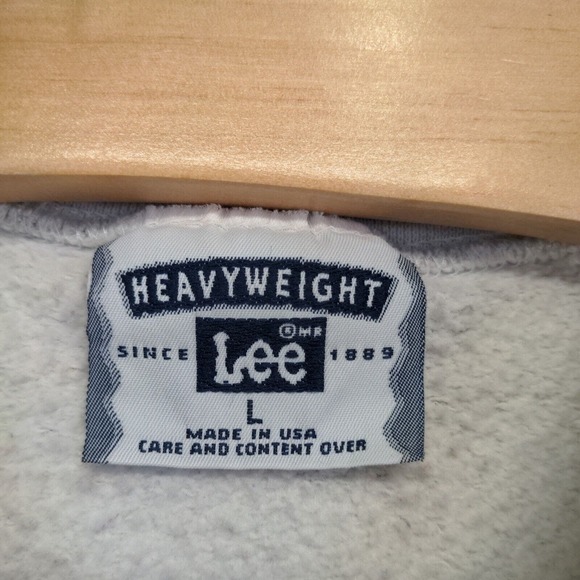 HEAVYWEIGHT
® MR
SINCE Lee 1889
L
MADE IN USA
CARE AND CONTENT OVER